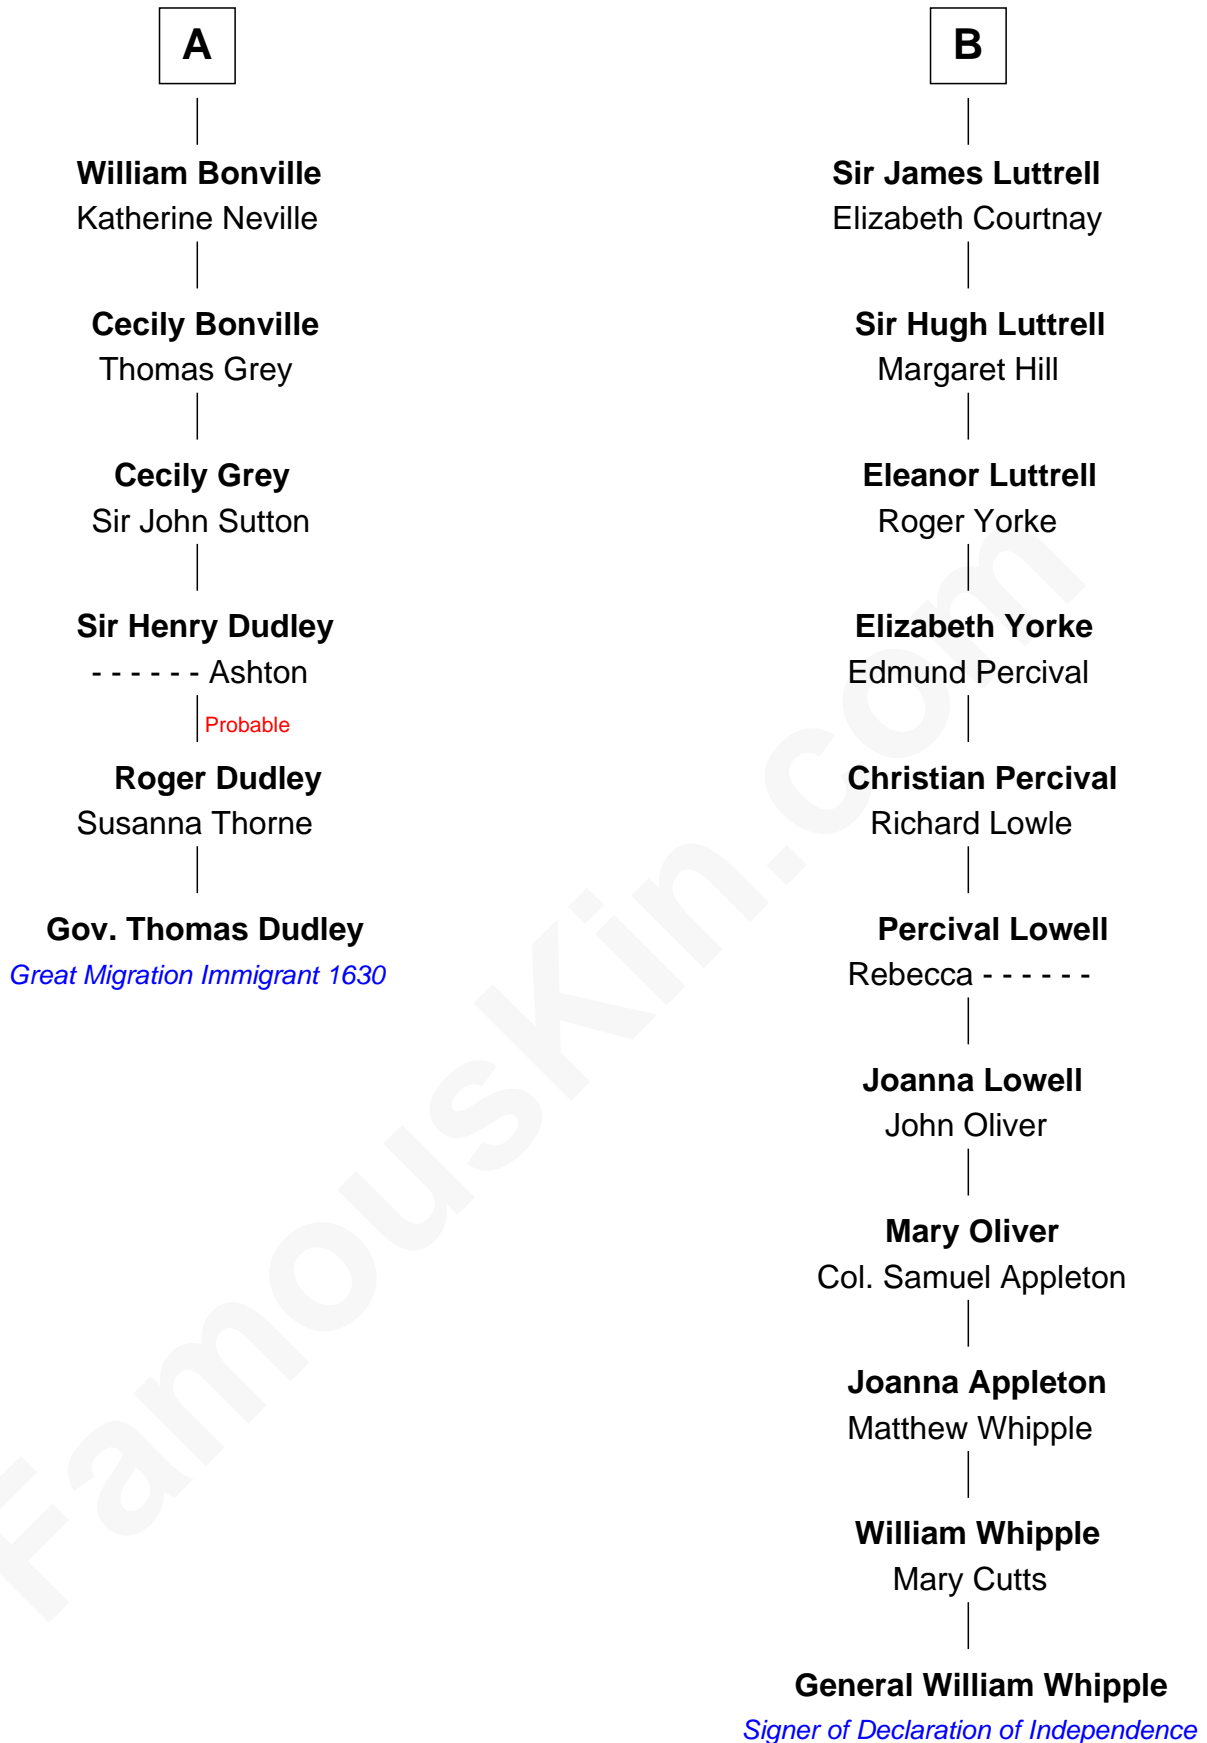 A
William Bonville
Katherine Neville
Cecily Bonville
Thomas Grey
Cecily Grey
Sir John Sutton
Sir Henry Dudley
- - - - - - Ashton
Probable
Roger Dudley
Susanna Thorne
Gov. Thomas Dudley
Great Migration Immigrant 1630
B
Sir James Luttrell
Elizabeth Courtnay
Sir Hugh Luttrell
Margaret Hill
Eleanor Luttrell
Roger Yorke
Elizabeth Yorke
Edmund Percival
Christian Percival
Richard Lowle
Percival Lowell
Rebecca - - - - - -
Joanna Lowell
John Oliver
Mary Oliver
Col. Samuel Appleton
Joanna Appleton
Matthew Whipple
William Whipple
Mary Cutts
General William Whipple
Signer of Declaration of Independence
FamousKin.com